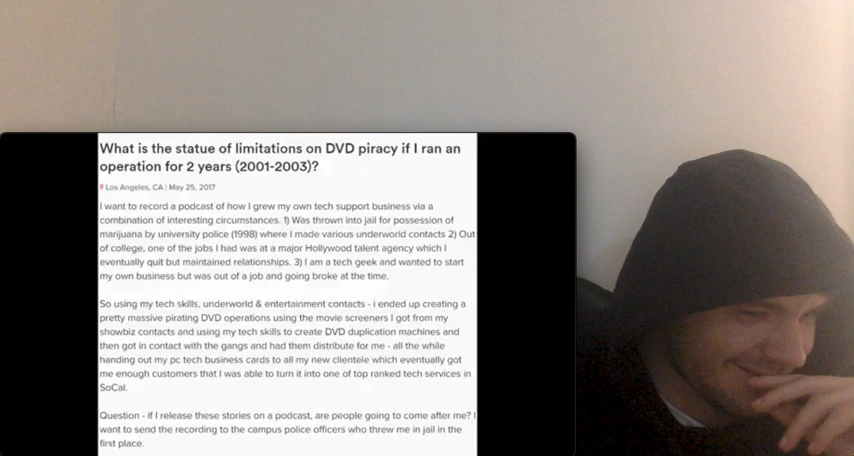 What is the statue of limitations on DVD piracy if I ran an
operation for 2 years (2001-2003)?
Los Angeles, CA | May 25, 2017
I want to record a podcast of how I grew my own tech support business via a
combination of interesting circumstances. 1) Was thrown into jail for possession of
marijuana by university police (1998) where I made various underworld contacts 2) Out
of college, one of the jobs I had was at a major Hollywood talent agency which I
eventually quit but maintained relationships. 3) I am a tech geek and wanted to start
my own business but was out of a job and going broke at the time.
So using my tech skills, underworld & entertainment contacts - i ended up creating a
pretty massive pirating DVD operations using the movie screeners I got from my
showbiz contacts and using my tech skills to create DVD duplication machines and
then got in contact with the gangs and had them distribute for me - all the while
handing out my pc tech business cards to all my new clientele which eventually got
me enough customers that I was able to turn it into one of top ranked tech services in
SoCal.
Question - if I release these stories on a podcast, are people going to come after me? I
want to send the recording to the campus police officers who threw me in jail in the
first place.